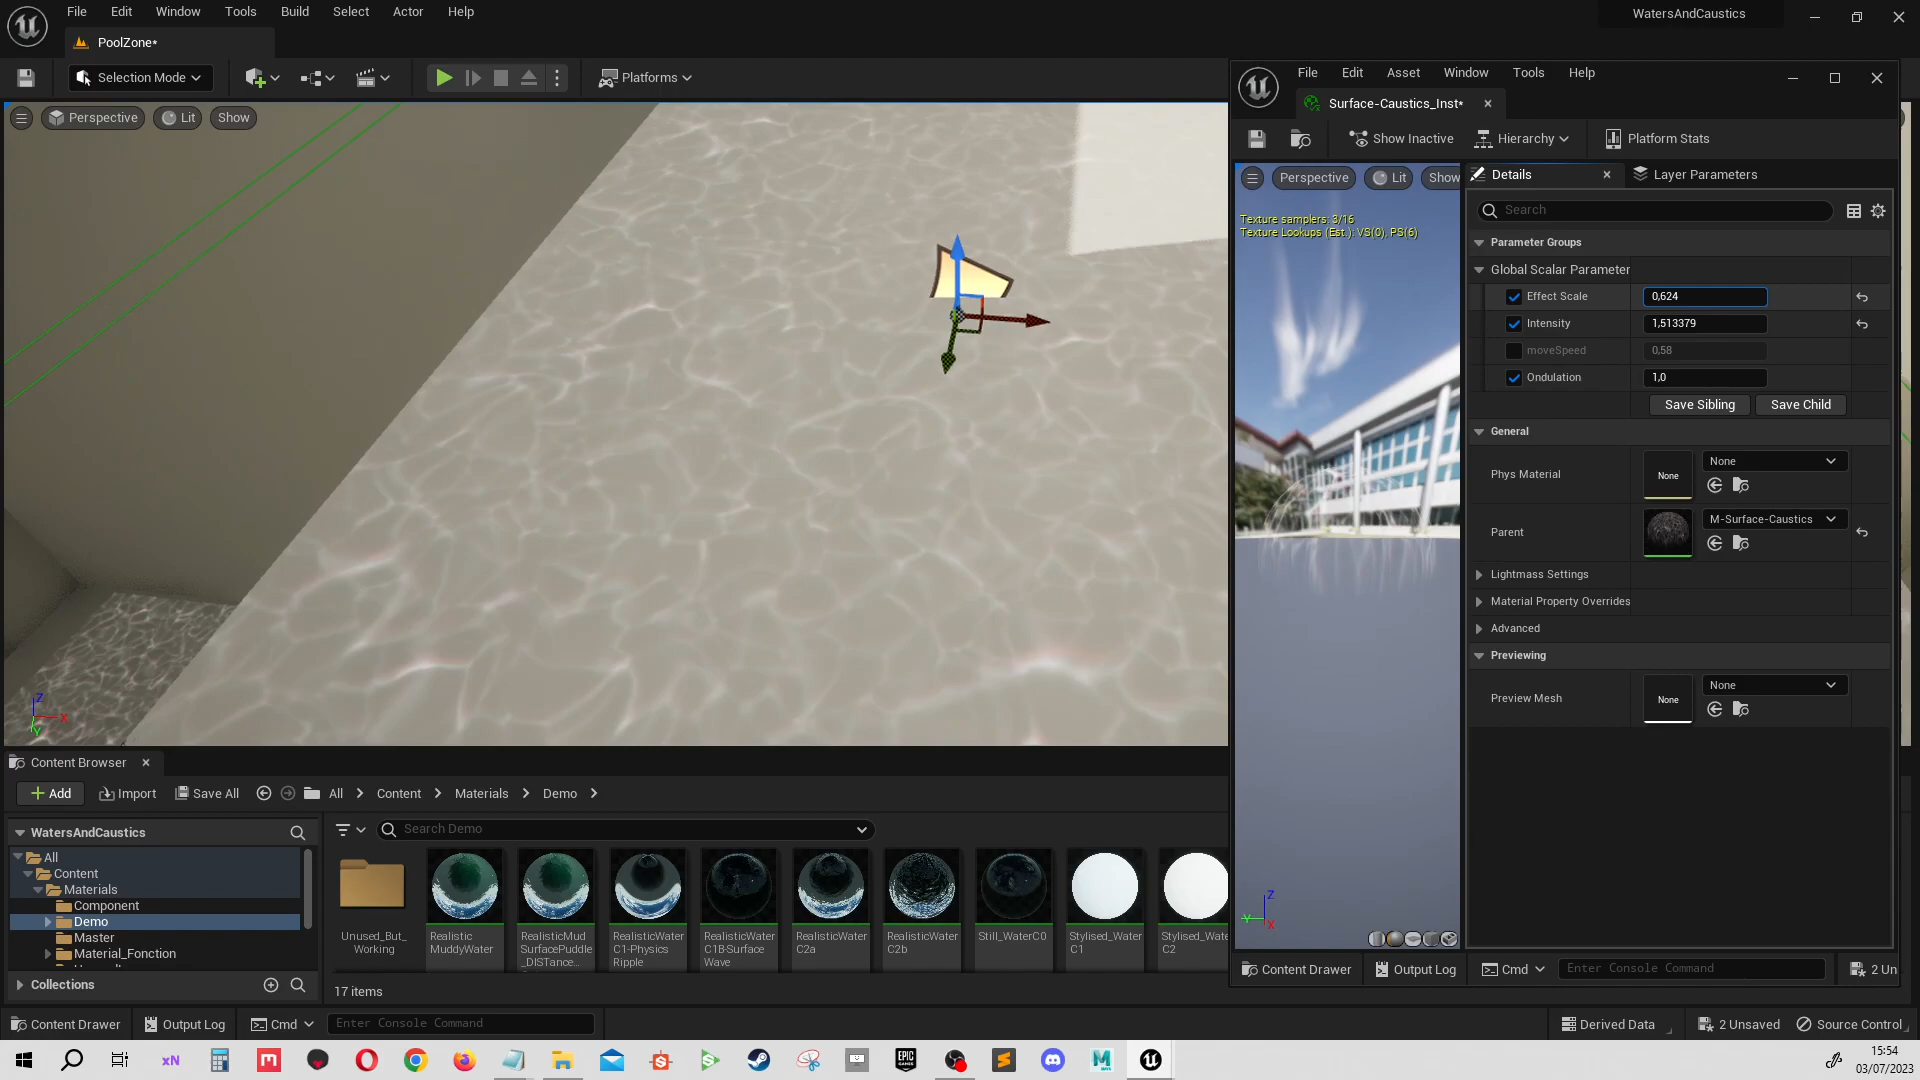 File Edit Window Tools Build Select Actor Help
WatersAndCaustics
PoolZone*
Selection Mode
Platforms
Perspective Lit Show
File Edit Asset Window Tools Help
Surface-Caustics_Inst*
Show Inactive Hierarchy Platform Stats
Perspective Lit Show
Texture samplers: 3/16
Texture Lookups (Est.): VS(0), PS(6)
Details Layer Parameters
Search
Parameter Groups
Global Scalar Parameter
Effect Scale 0,624
Intensity 1,513379
moveSpeed 0,58
Ondulation 1,0
Save Sibling Save Child
General
Phys Material None None
Parent M-Surface-Caustics
Lightmass Settings
Material Property Overrides
Advanced
Previewing
Preview Mesh None None
Z
X
Y
Z
Y
X
Content Drawer Output Log Cmd Enter Console Command 2 Un
Content Browser
Add Import Save All All Content Materials Demo
WatersAndCaustics
All
Content
Materials
Component
Demo
Master
Material_Fonction
Collections
Search Demo
Unused_But_
Working
Realistic
MuddyWater
RealisticMud
SurfacePuddle
_DISTance...
RealisticWater
C1-Physics
Ripple
RealisticWater
C1B-Surface
Wave
RealisticWater
C2a
RealisticWater
C2b
Still_WaterC0
Stylised_Water
C1
Stylised_Wate
C2
17 items
Content Drawer Output Log Cmd Enter Console Command Derived Data 2 Unsaved Source Control
xN
EPIC
GAMES
15:54
03/07/2023